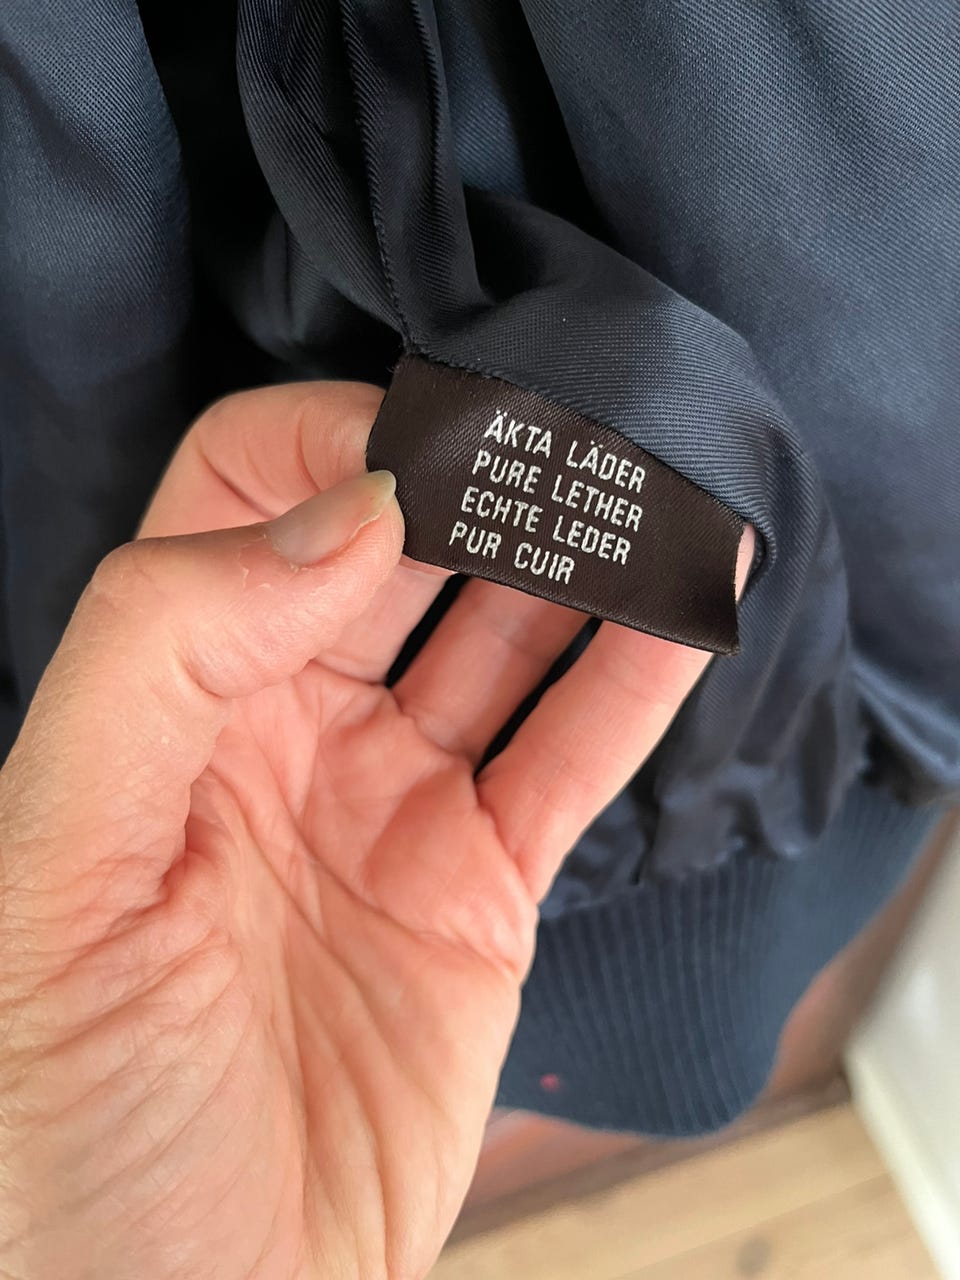 ÄKTA LÄDER
PURE LETHER
ECHTE LEDER
PUR CUIR